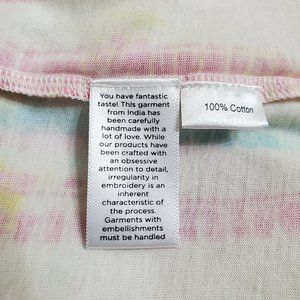 You have fantastic
taste! This garment
from India has
been carefully
handmade with a
lot of love. While
our products have
been crafted with
an obsessive
attention to detail,
irregularity in
embroidery is an
inherent
characteristic of
the process.
Garments with
embellishments
must be handled
100% Cotton